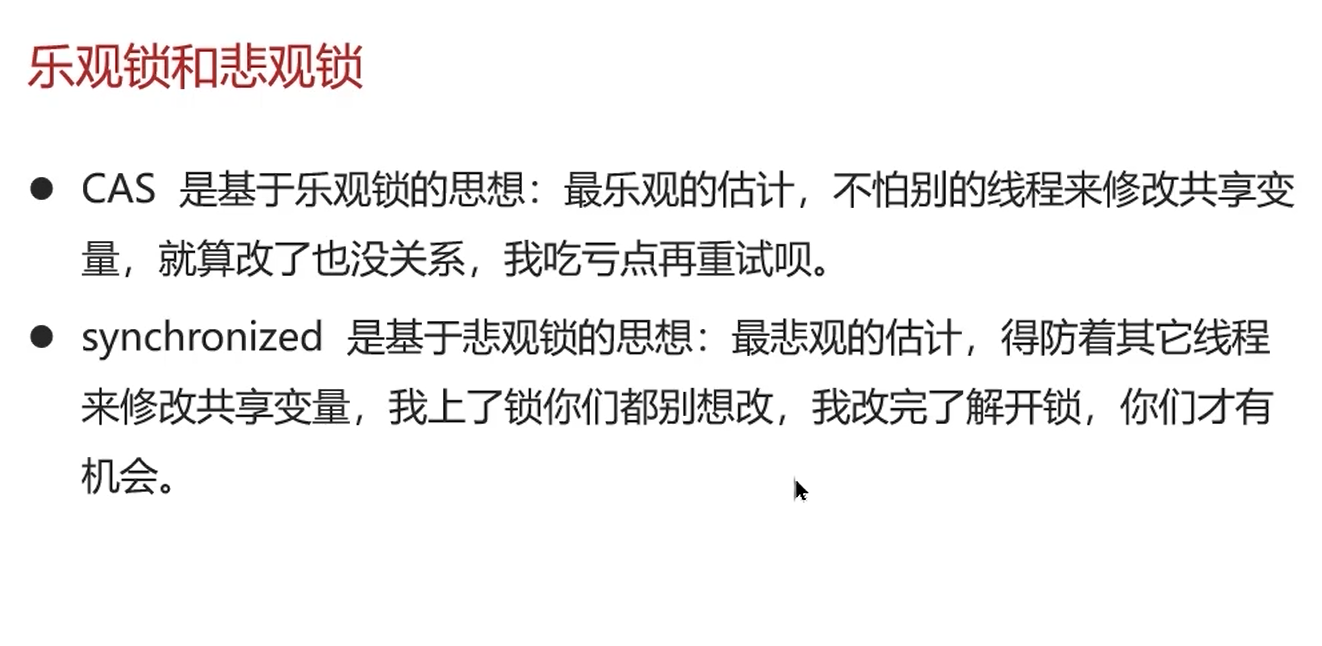 乐观锁和悲观锁
● CAS 是基于乐观锁的思想：最乐观的估计，不怕别的线程来修改共享变
量，就算改了也没关系，我吃亏点再重试呗。
● synchronized 是基于悲观锁的思想：最悲观的估计，得防着其它线程
来修改共享变量，我上了锁你们都别想改，我改完了解开锁，你们才有
机会。